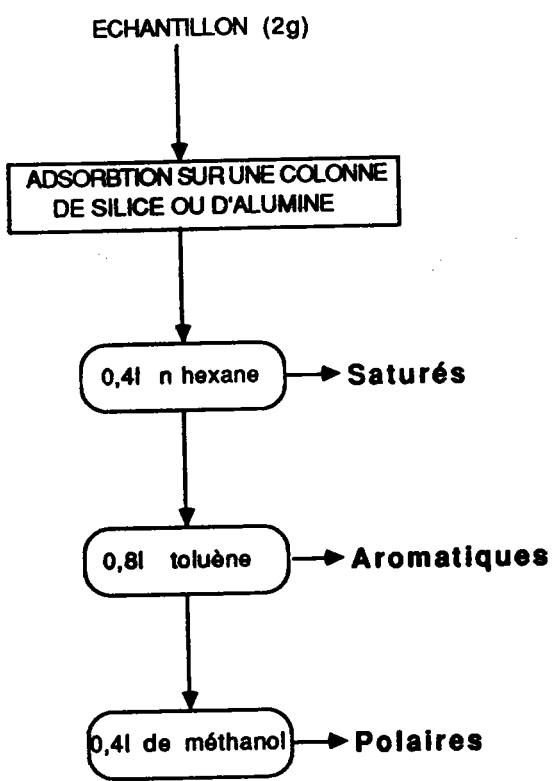 ECHANTILLON (2g)
ADSORBTION SUR UNE COLONNE
DE SILICE OU D'ALUMINE
0,4l n hexane
Saturés
0,8l toluène
Aromatiques
0,4l de méthanol
Polaires